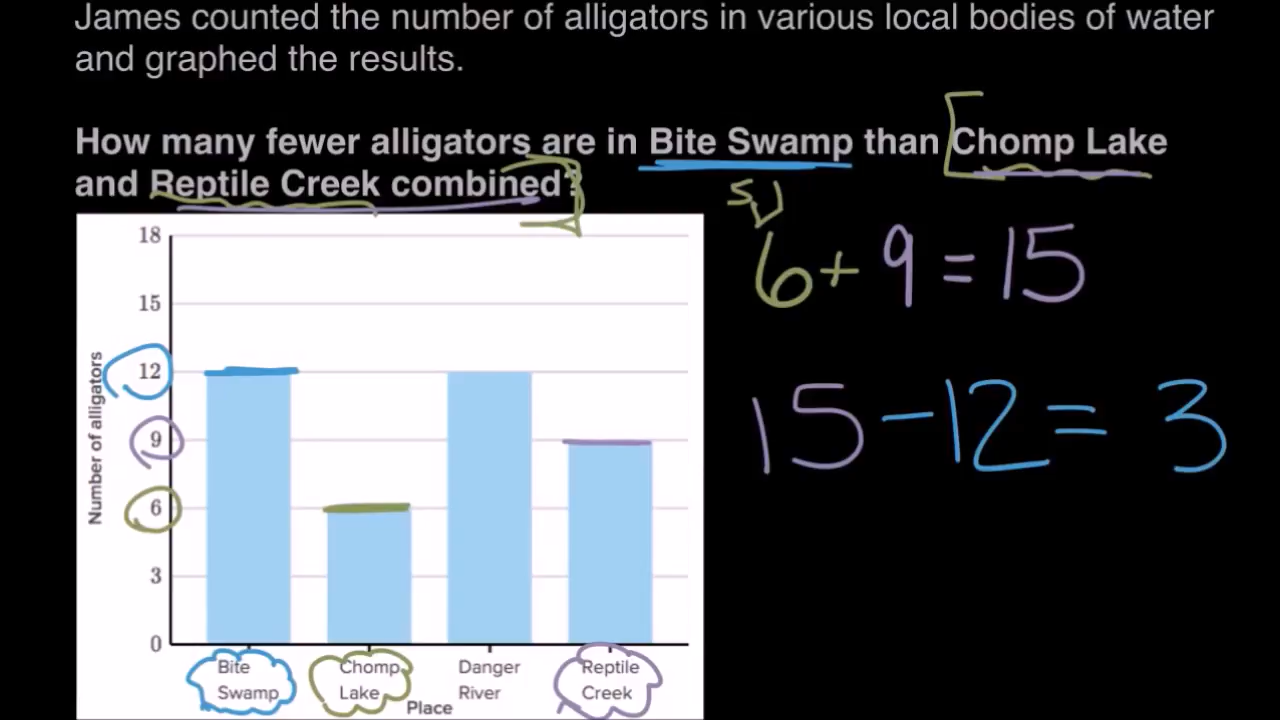 James counted the number of alligators in various local bodies of water
and graphed the results.
How many fewer alligators are in Bite Swamp than Chomp Lake
and Reptile Creek combined?
5 1
6 + 9 = 15
15 - 12 = 3
18
15
12
9
6
3
0
Number of alligators
Bite
Swamp
Chomp
Lake
Danger
River
Reptile
Creek
Place